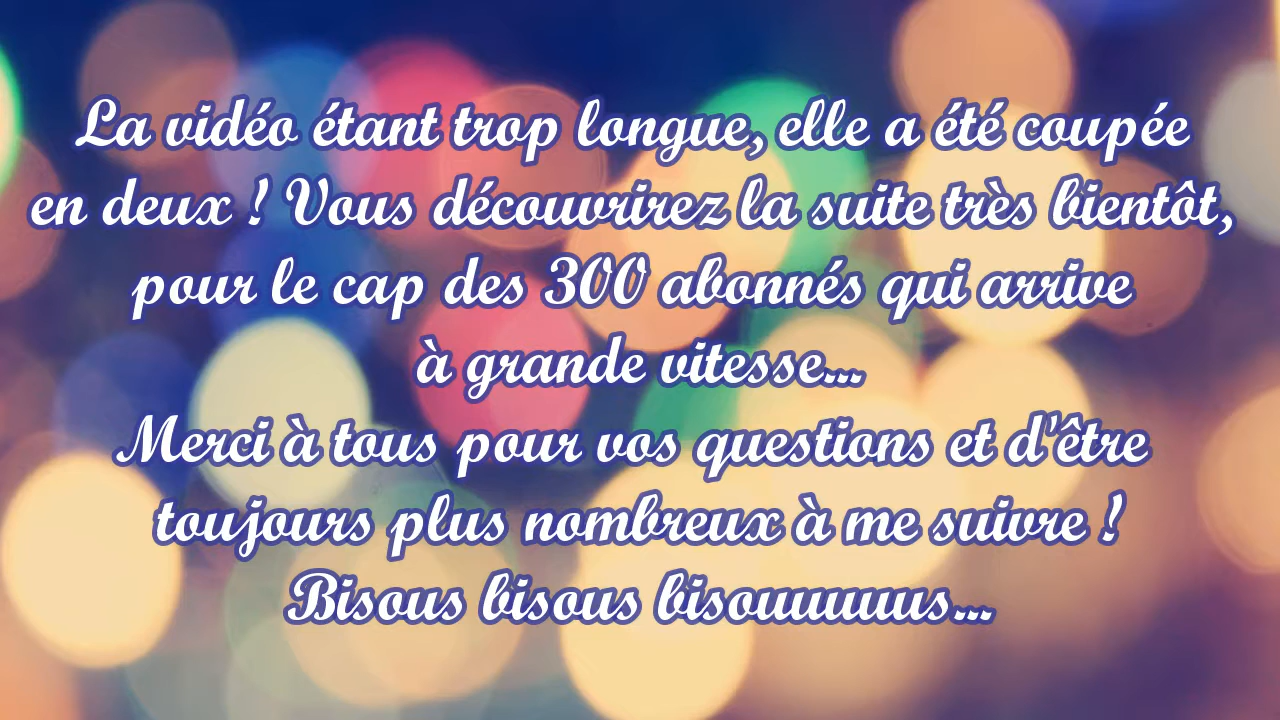 La vidéo étant trop longue, elle a été coupée
en deux ! Vous découvrirez la suite très bientôt,
pour le cap des 300 abonnés qui arrive
à grande vitesse...
Merci à tous pour vos questions et d'être
toujours plus nombreux à me suivre !
Bisous bisous bisouuuuus...